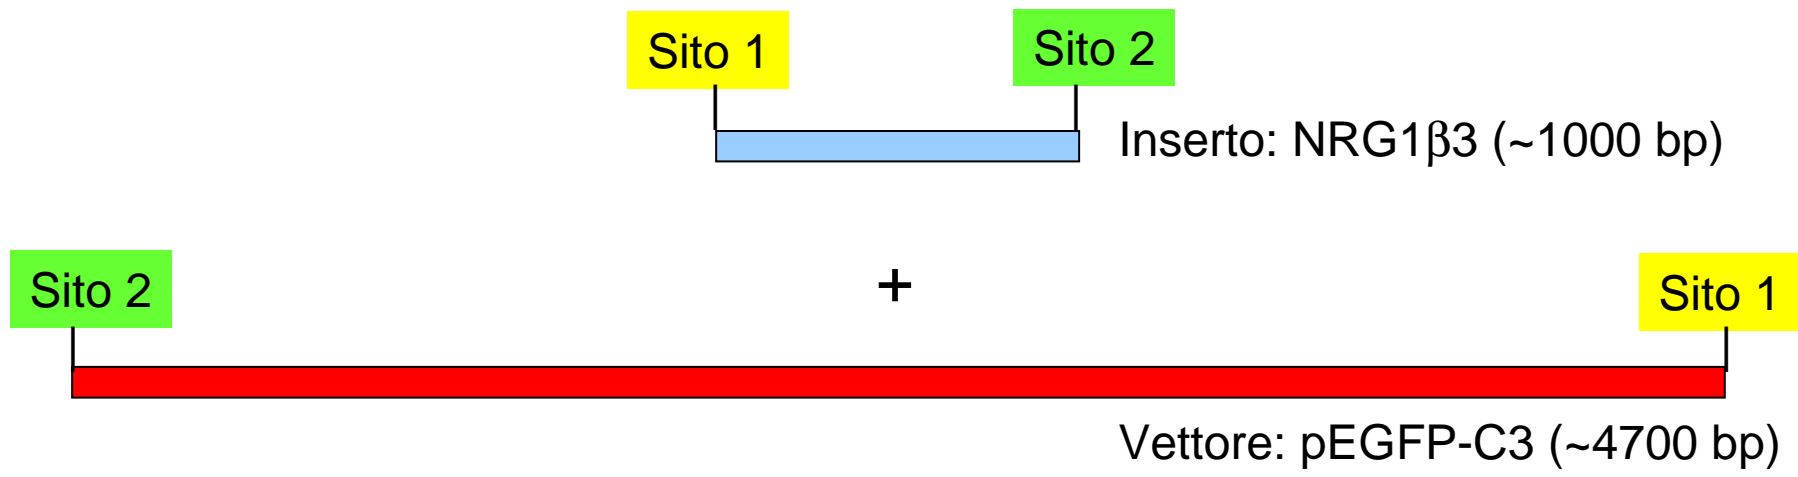 Sito 1
Sito 2
Inserto: NRG1β3 (~1000 bp)
Sito 2
+
Sito 1
Vettore: pEGFP-C3 (~4700 bp)